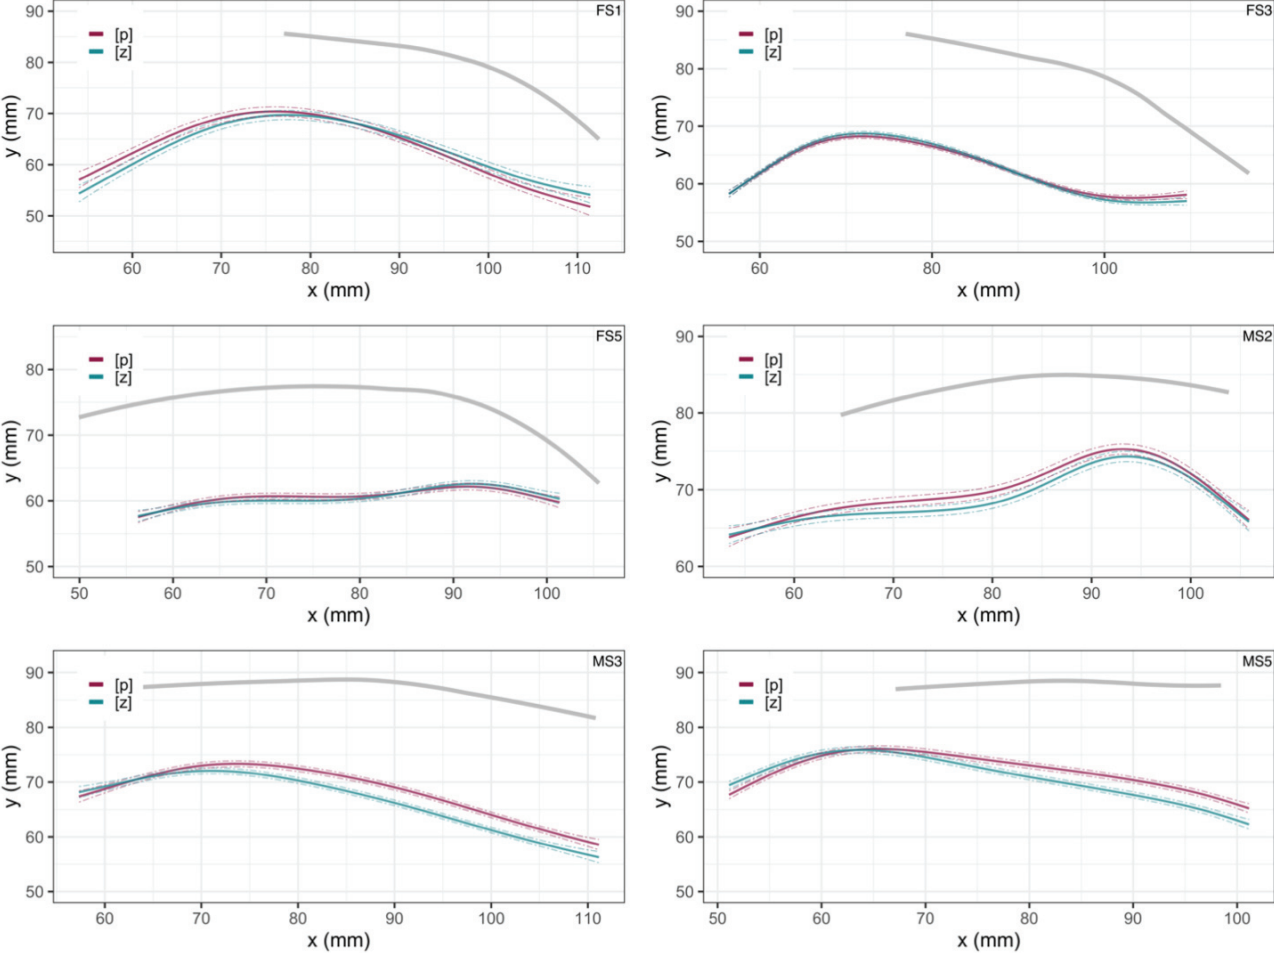 FS1
90
[p]
[z]
80
70
60
50
y (mm)
60 70 80 90 100 110
x (mm)
FS3
90
[p]
[z]
80
70
60
50
y (mm)
60 80 100
x (mm)
FS5
[p]
[z]
80
70
60
50
y (mm)
50 60 70 80 90 100
x (mm)
MS2
90
[p]
[z]
80
70
60
y (mm)
60 70 80 90 100
x (mm)
MS3
90
[p]
[z]
80
70
60
50
y (mm)
60 70 80 90 100 110
x (mm)
MS5
90
[p]
[z]
80
70
60
50
y (mm)
50 60 70 80 90 100
x (mm)